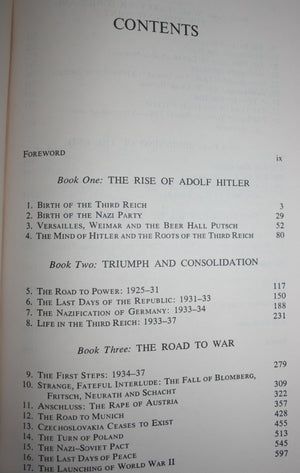 CONTENTS
FOREWORD ix
Book One: THE RISE OF ADOLF HITLER
1. BIRTH OF THE THIRD REICH 3
2. BIRTH OF THE NAZI PARTY 29
3. VERSAILLES, WEIMAR AND THE BEER HALL PUTSCH 52
4. THE MIND OF HITLER AND THE ROOTS OF THE THIRD REICH 80
Book Two: TRIUMPH AND CONSOLIDATION
5. THE ROAD TO POWER: 1925–31 117
6. THE LAST DAYS OF THE REPUBLIC: 1931–33 150
7. THE NAZIFICATION OF GERMANY: 1933–34 188
8. LIFE IN THE THIRD REICH: 1933–37 231
Book Three: THE ROAD TO WAR
9. THE FIRST STEPS: 1934–37 279
10. STRANGE, FATEFUL INTERLUDE: THE FALL OF BLOMBERG,
FRITSCH, NEURATH AND SCHACHT 309
11. ANSCHLUSS: THE RAPE OF AUSTRIA 322
12. THE ROAD TO MUNICH 357
13. CZECHOSLOVAKIA CEASES TO EXIST 428
14. THE TURN OF POLAND 455
15. THE NAZI–SOVIET PACT 513
16. THE LAST DAYS OF PEACE 545
17. THE LAUNCHING OF WORLD WAR II 597